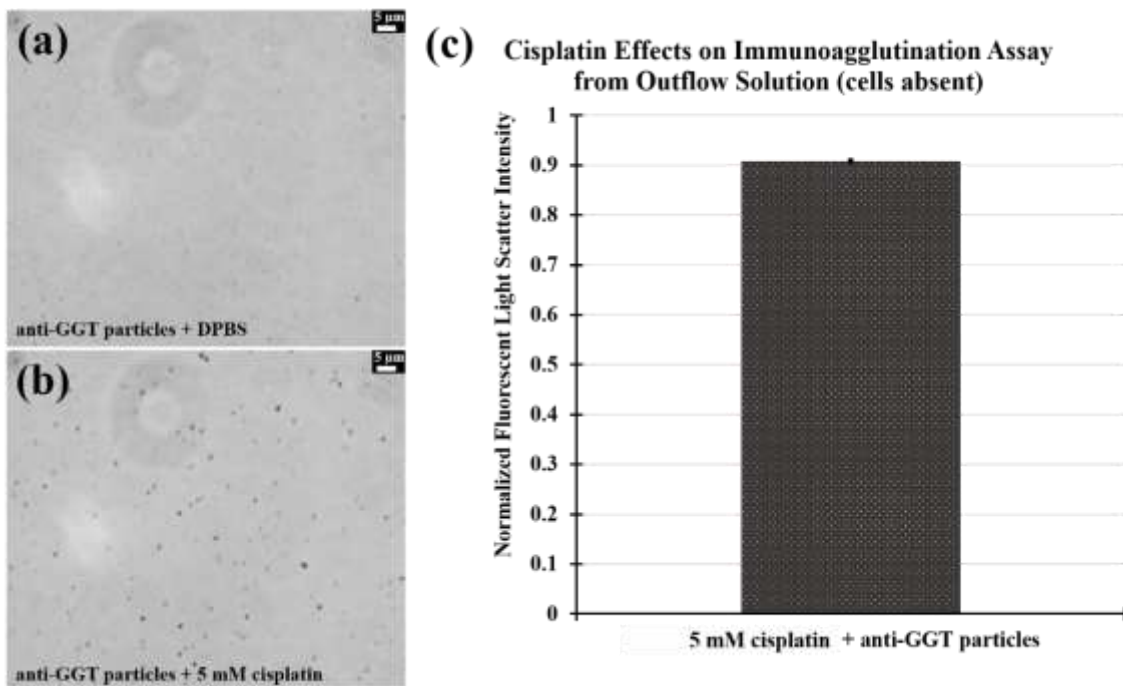 (a)
5 μm
anti-GGT particles + DPBS
(b)
5 μm
anti-GGT particles + 5 mM cisplatin
(c)
Cisplatin Effects on Immunoagglutination Assay
from Outflow Solution (cells absent)
Normalized Fluorescent Light Scatter Intensity
1
0.9
0.8
0.7
0.6
0.5
0.4
0.3
0.2
0.1
0
5 mM cisplatin + anti-GGT particles